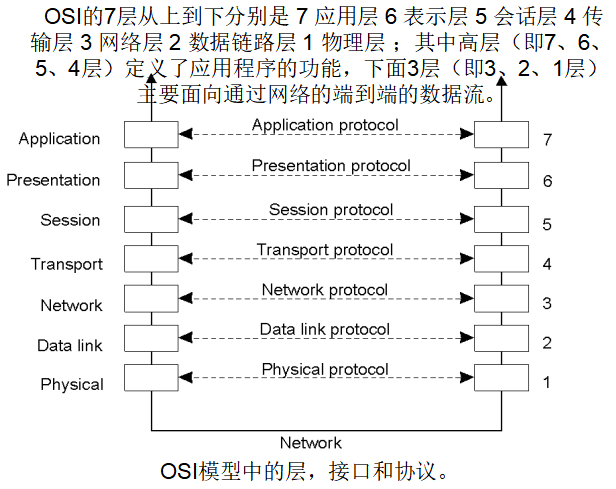 OSI的7层从上到下分别是 7 应用层 6 表示层 5 会话层 4 传
输层 3 网络层 2 数据链路层 1 物理层 ；其中高层（即7、6、
5、4层）定义了应用程序的功能，下面3层（即3、2、1层）
主要面向通过网络的端到端的数据流。
Application Application protocol 7
Presentation Presentation protocol 6
Session Session protocol 5
Transport Transport protocol 4
Network Network protocol 3
Data link Data link protocol 2
Physical Physical protocol 1
Network
OSI模型中的层，接口和协议。